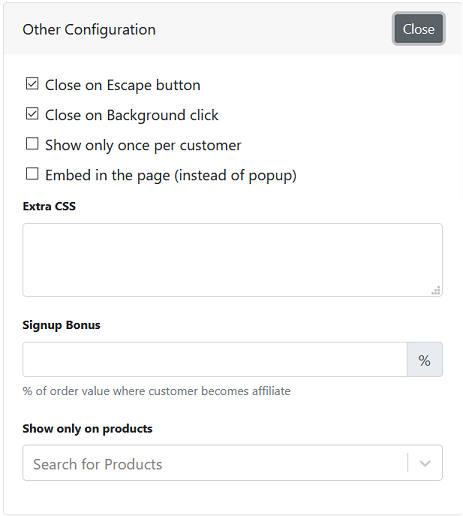 Other Configuration
Close
Close on Escape button
Close on Background click
Show only once per customer
Embed in the page (instead of popup)
Extra CSS
Signup Bonus
%
% of order value where customer becomes affiliate
Show only on products
Search for Products